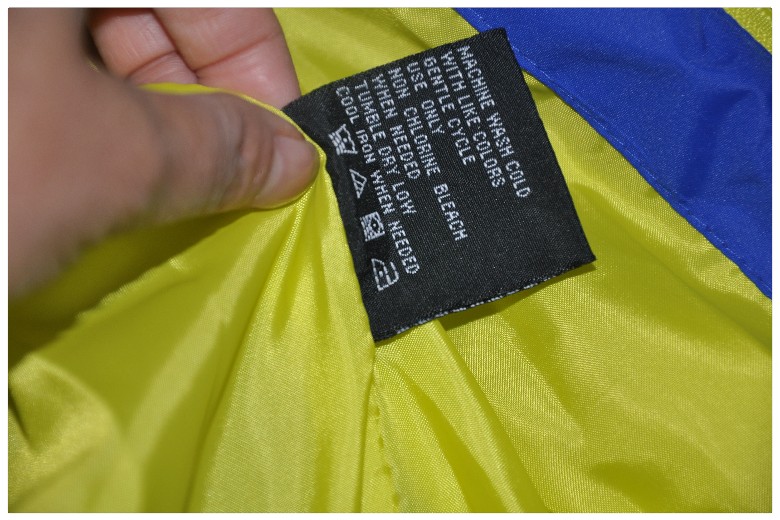 MACHINE WASH COLD
WITH LIKE COLORS
GENTLE CYCLE
USE ONLY
NON CHLORINE BLEACH
WHEN NEEDED
TUMBLE DRY LOW
COOL IRON WHEN NEEDED